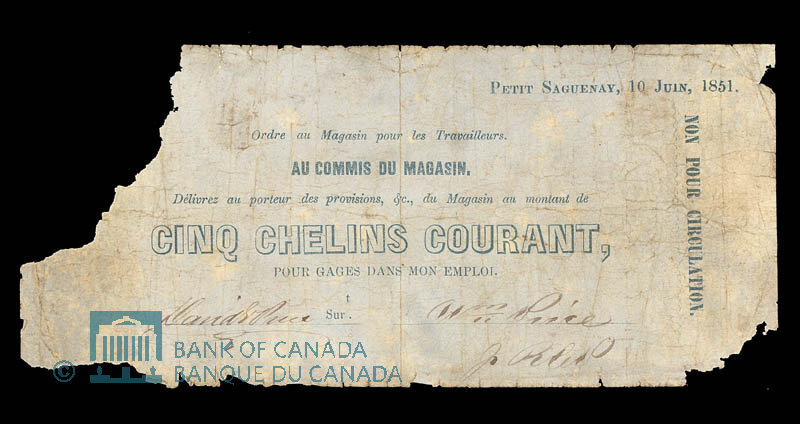 PETIT SAGUENAY, 10 JUIN, 1851.
NON POUR CIRCULATION.
Ordre au Magasin pour les Travailleurs.
AU COMMIS DU MAGASIN.
Délivrez au porteur des provisions, &c., du Magasin au montant de
CINQ CHELINS COURANT,
POUR GAGES DANS MON EMPLOI.
t
Sur Wm Price
© BANK OF CANADA
BANQUE DU CANADA